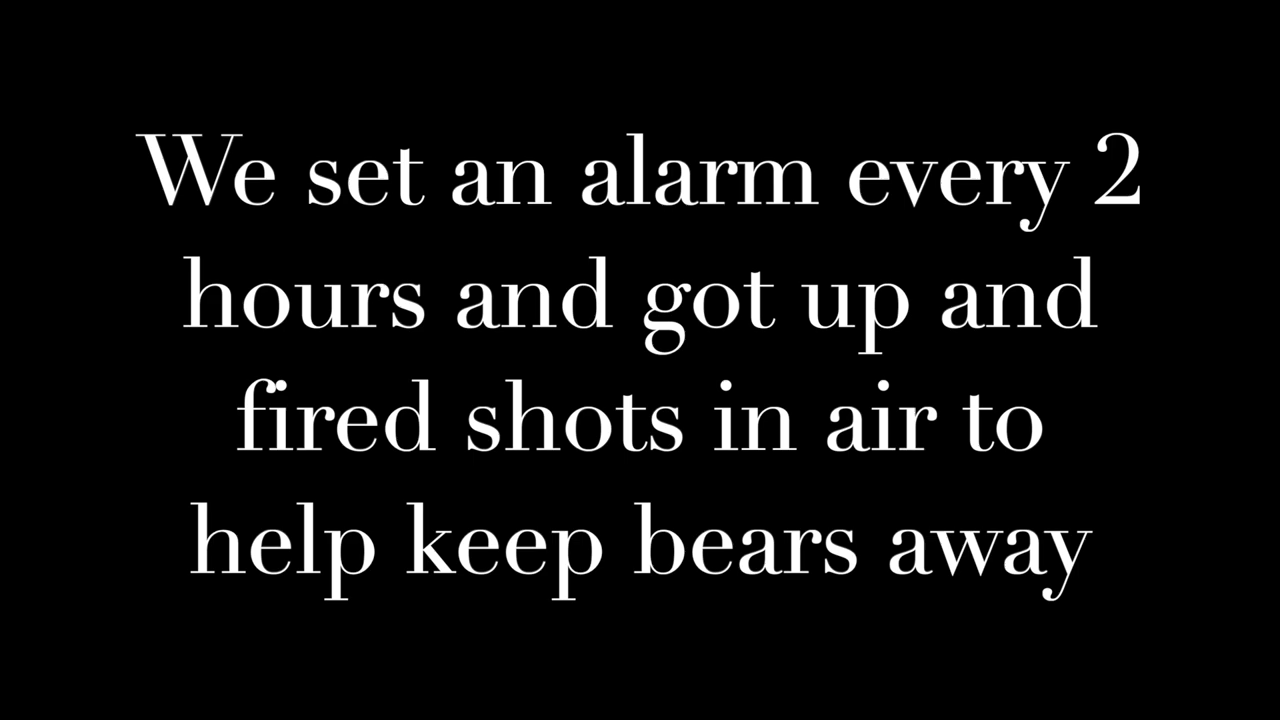 We set an alarm every 2
hours and got up and
fired shots in air to
help keep bears away